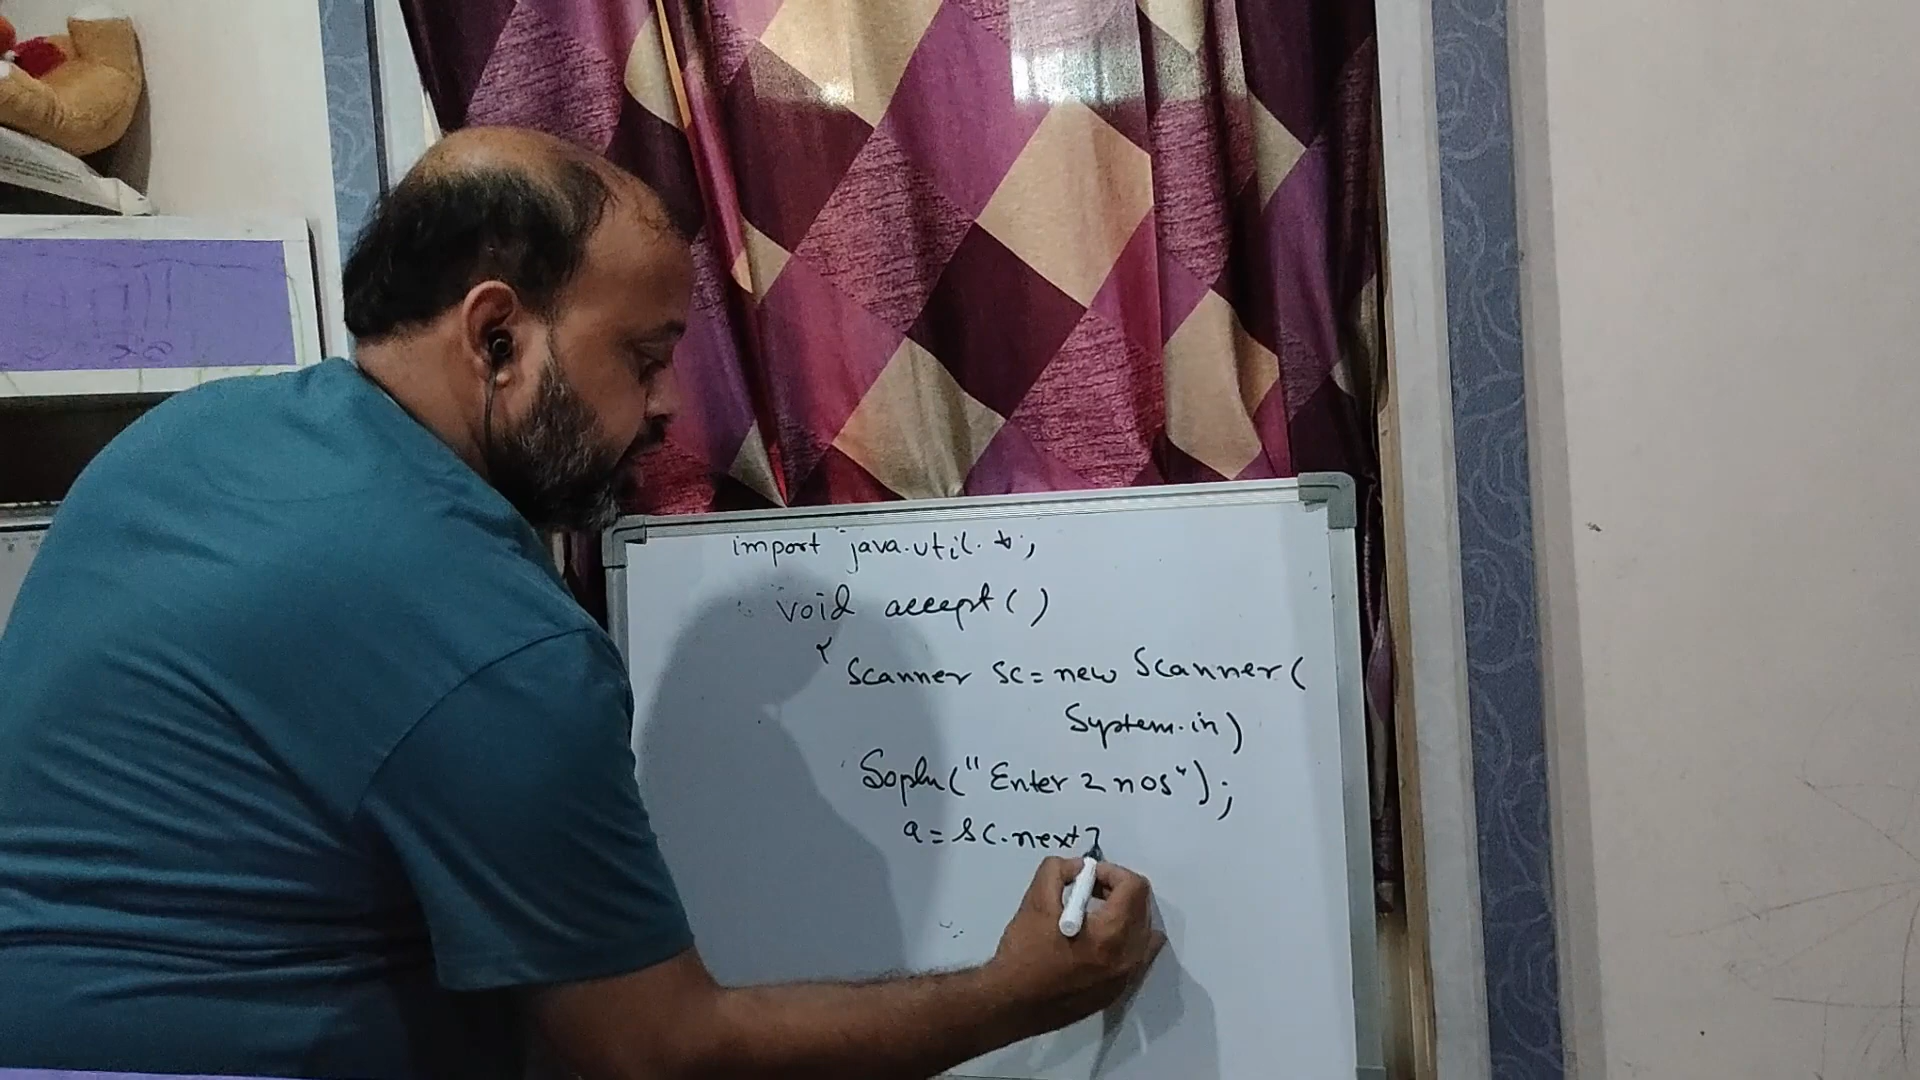 import java.util.*;
void accept()
{ Scanner sc = new Scanner(
System.in)
Sopln("Enter 2 nos");
a = sc.next